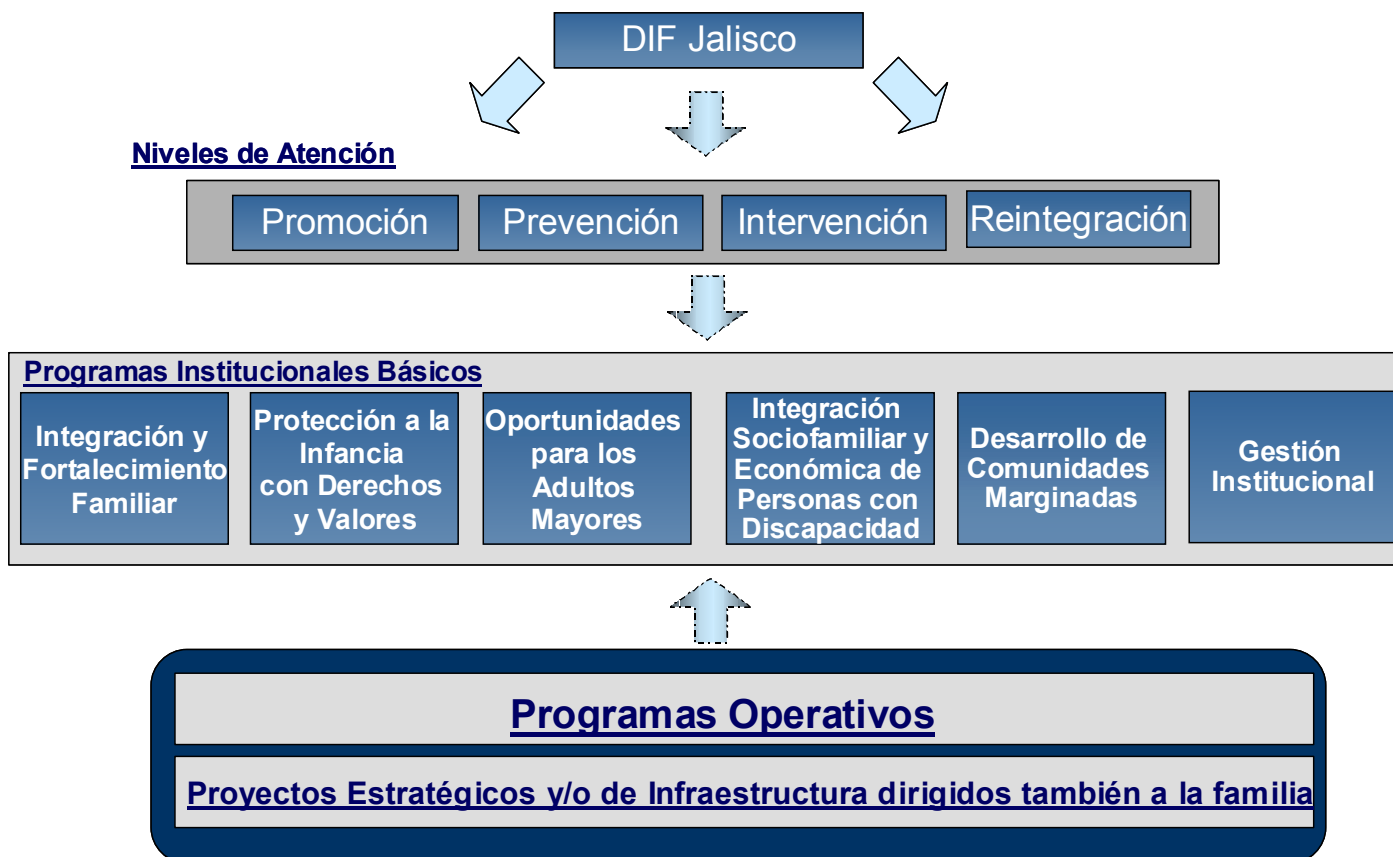 DIF Jalisco
Niveles de Atención
Promoción
Prevención
Intervención
Reintegración
Programas Institucionales Básicos
Integración y
Fortalecimiento
Familiar
Protección a la
Infancia
con Derechos
y Valores
Oportunidades
para los
Adultos
Mayores
Integración
Sociofamiliar y
Económica de
Personas con
Discapacidad
Desarrollo de
Comunidades
Marginadas
Gestión
Institucional
Programas Operativos
Proyectos Estratégicos y/o de Infraestructura dirigidos también a la familia